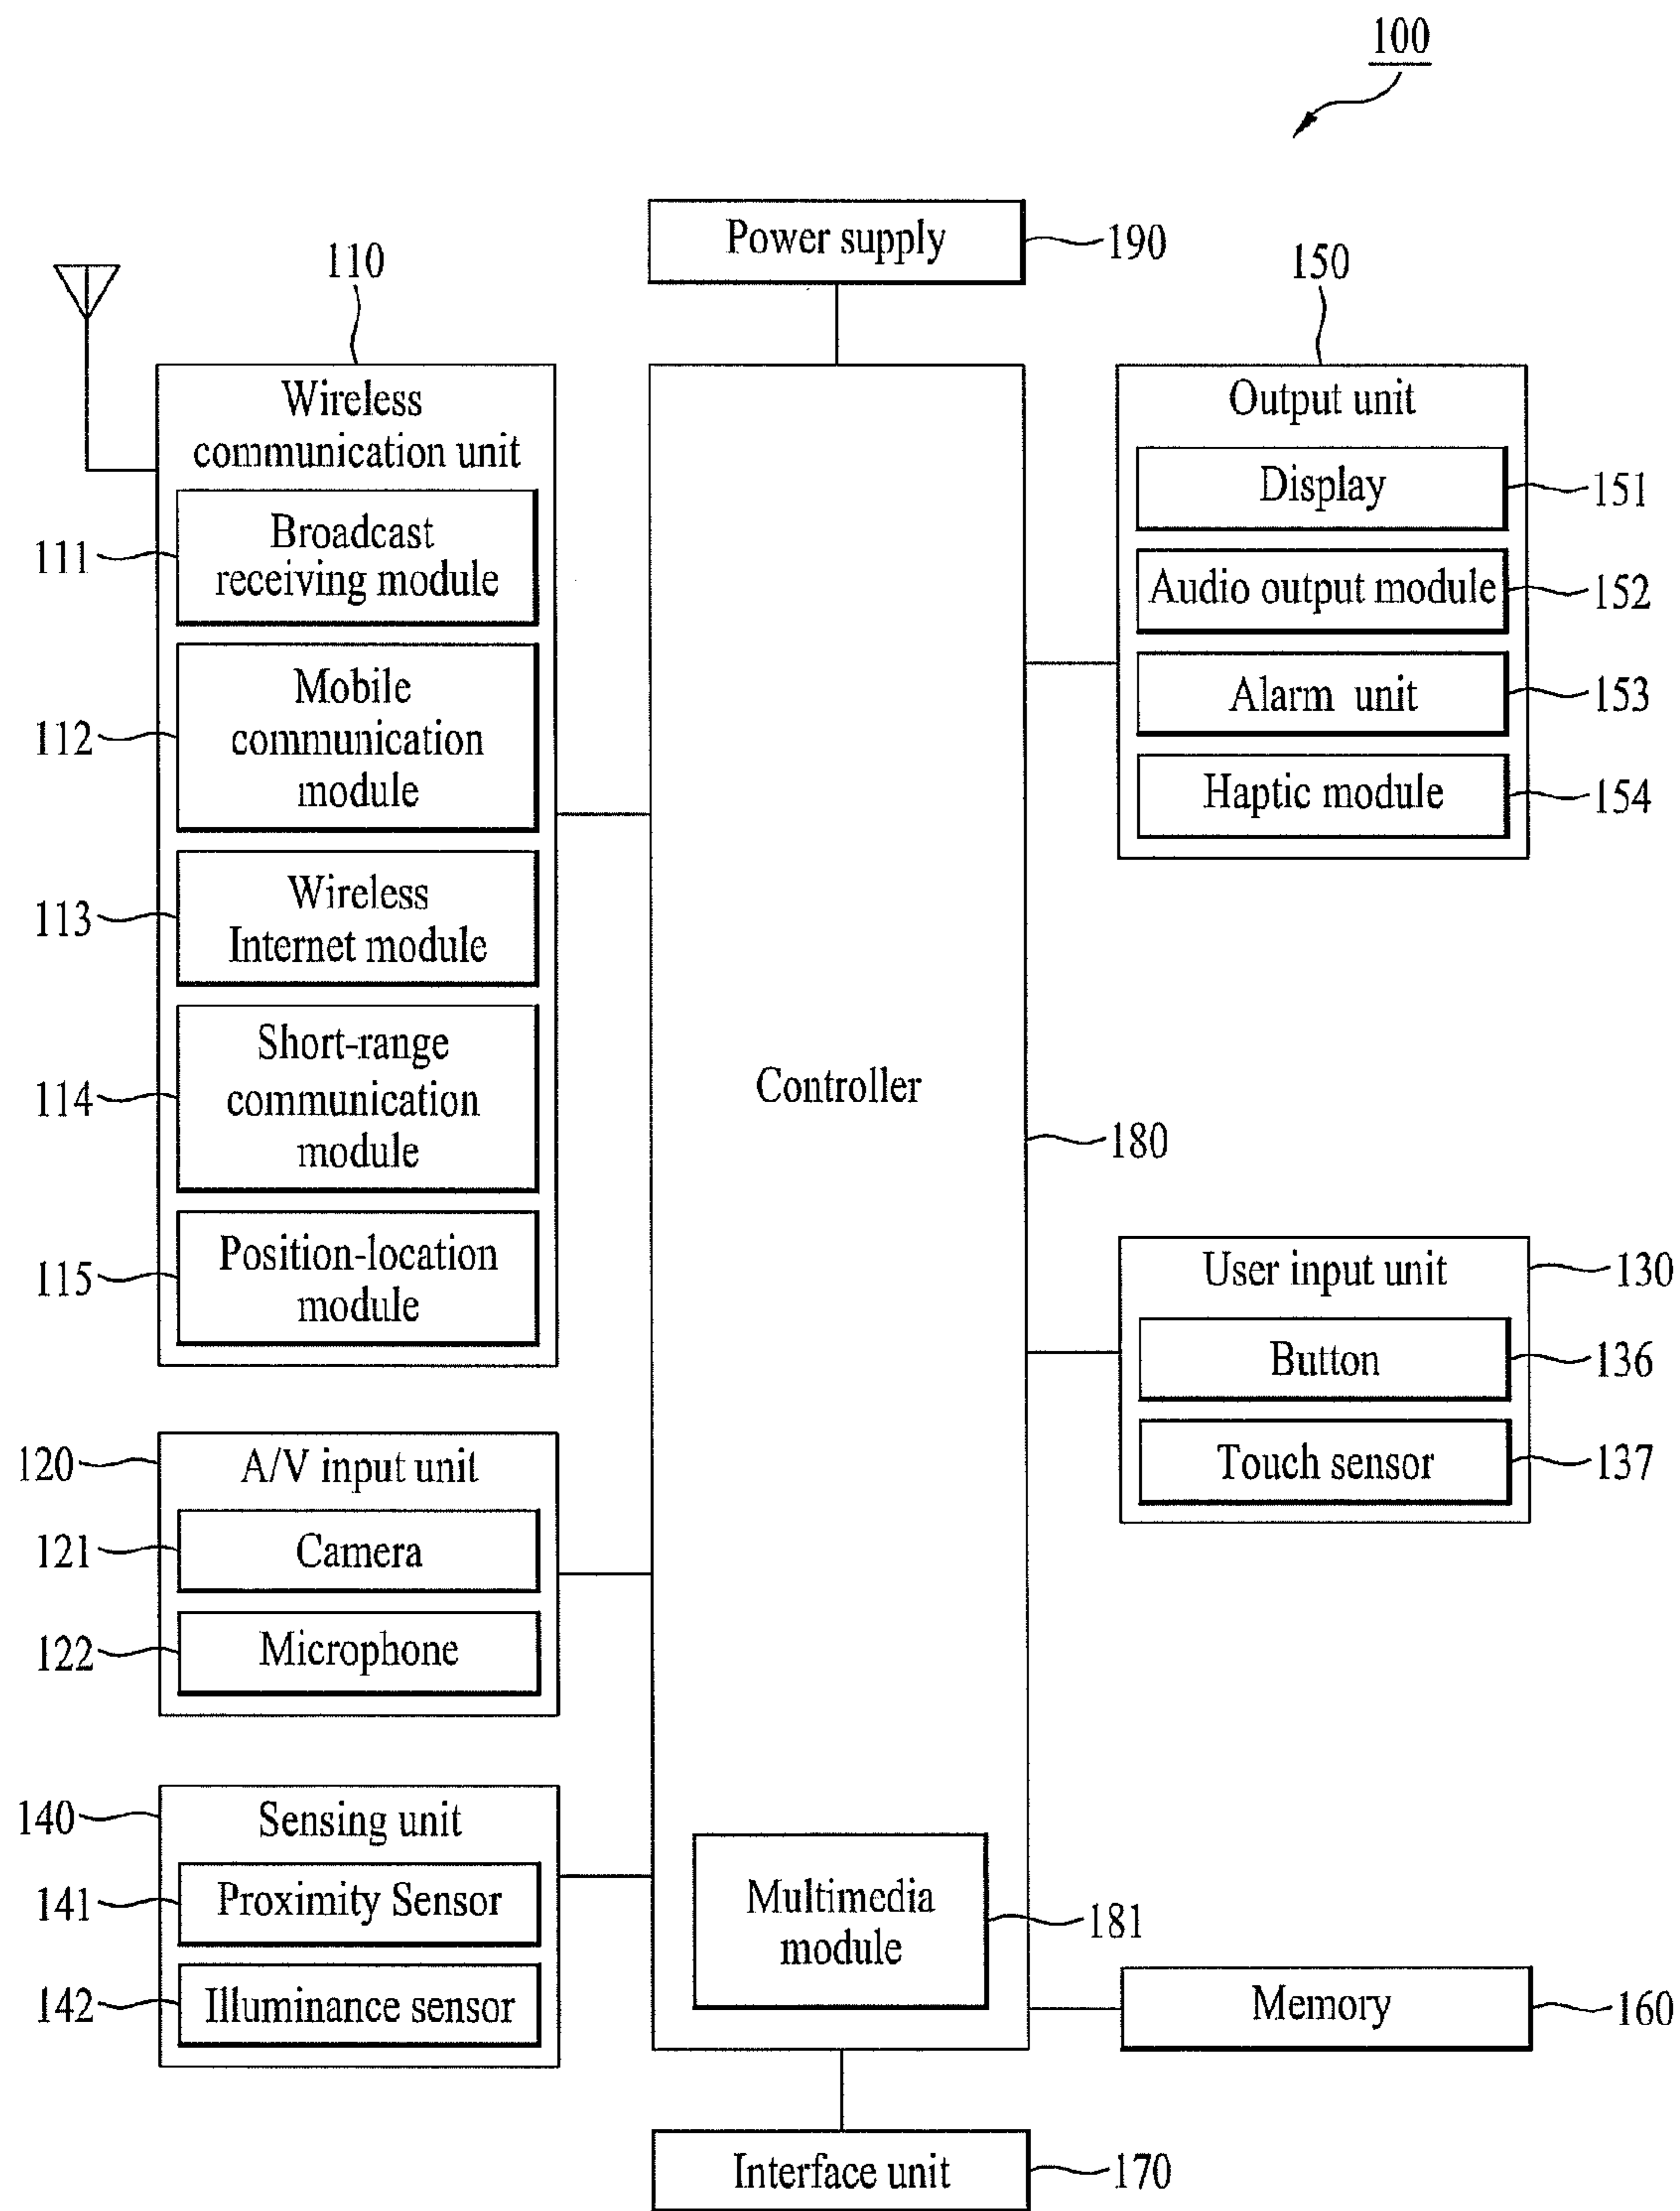 100
Power supply
190
110
Wireless
communication unit
Broadcast
receiving module
111
Mobile
communication
module
112
Wireless
Internet module
113
Short-range
communication
module
114
Position-location
module
115
120
A/V input unit
121
Camera
122
Microphone
140
Sensing unit
141
Proximity Sensor
142
Illuminance sensor
Controller
180
Multimedia
module
181
150
Output unit
Display
151
Audio output module
152
Alarm unit
153
Haptic module
154
User input unit
130
Button
136
Touch sensor
137
Memory
160
Interface unit
170